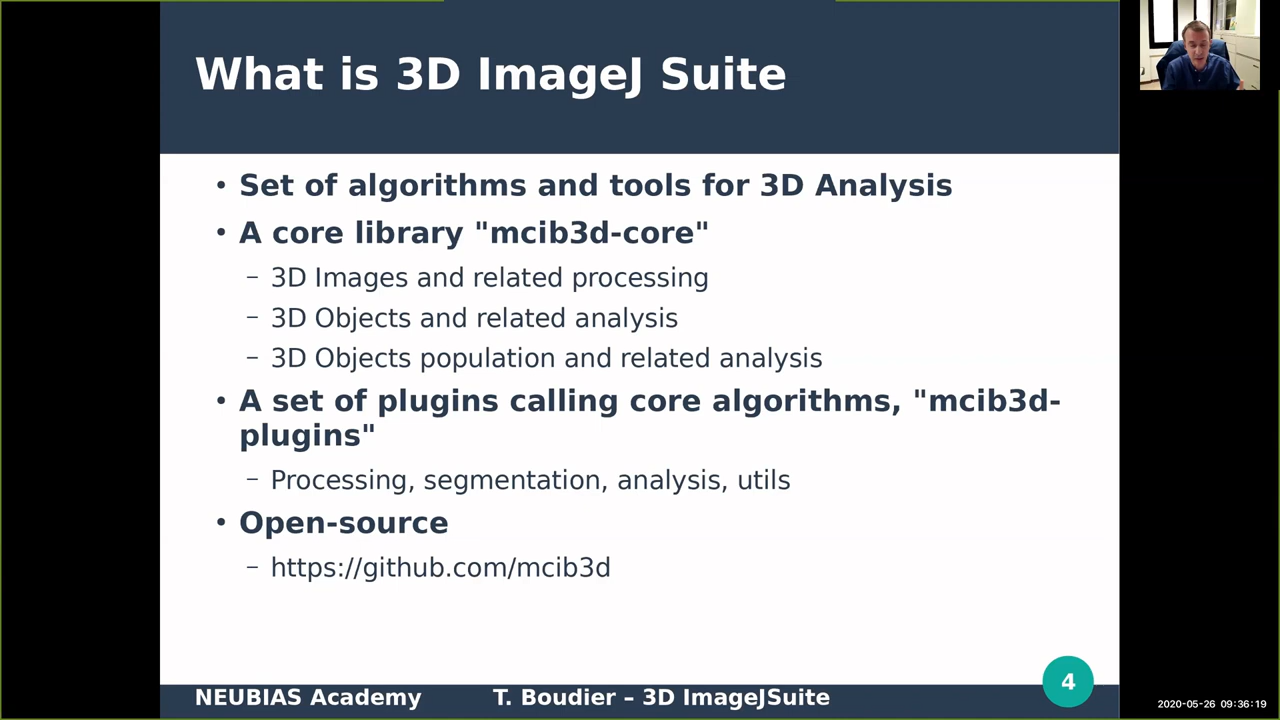 What is 3D ImageJ Suite
• Set of algorithms and tools for 3D Analysis
• A core library "mcib3d-core"
– 3D Images and related processing
– 3D Objects and related analysis
– 3D Objects population and related analysis
• A set of plugins calling core algorithms, "mcib3d-
plugins"
– Processing, segmentation, analysis, utils
• Open-source
– https://github.com/mcib3d
4
NEUBIAS Academy T. Boudier – 3D ImageJSuite
2020-05-26 09:36:19